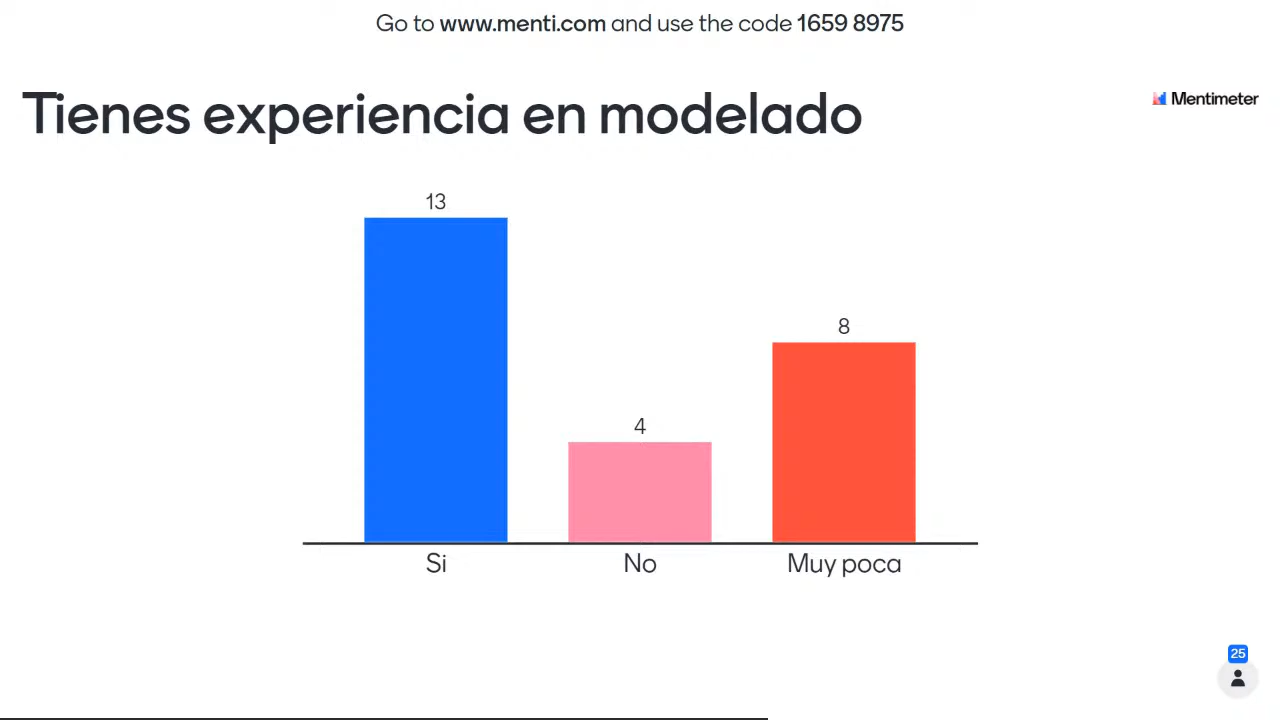 Go to www.menti.com and use the code 1659 8975
Tienes experiencia en modelado
Mentimeter
13
4
8
Si
No
Muy poca
25